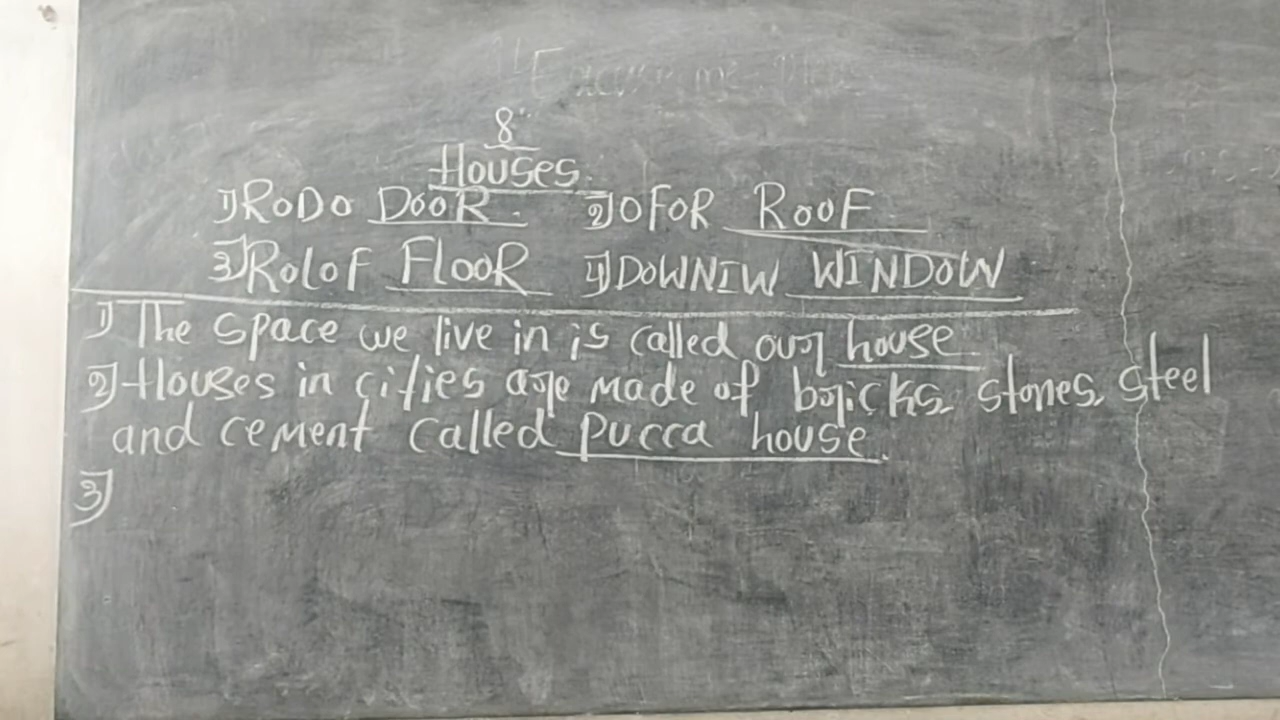 8
Houses.
1) RODO DOOR. 2) OFOR ROOF
3) ROLOF FLOOR 4) DOWNIW WINDOW
1) The space we live in is called our house.
2) Houses in cities are made of bricks, stones, steel
and cement called pucca house.
3)